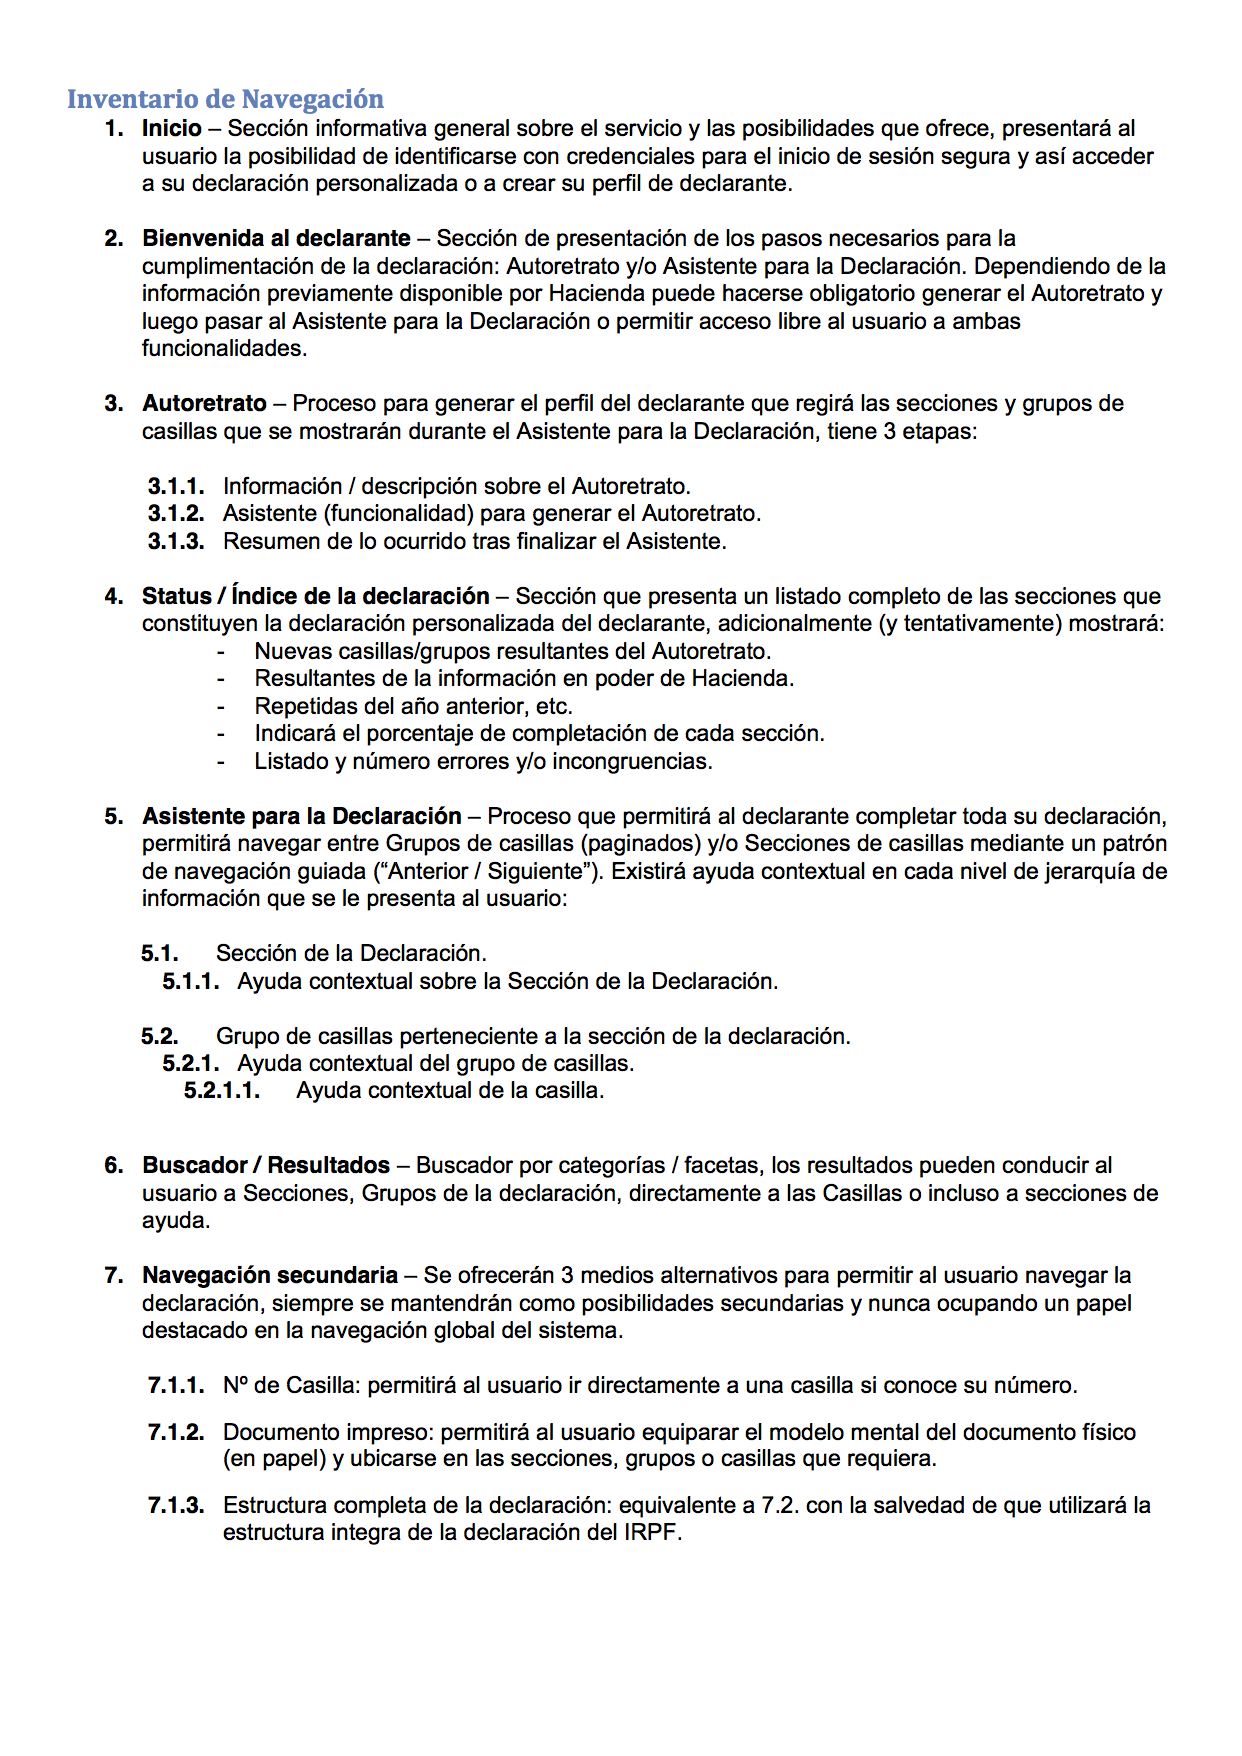 Inventario de Navegación
1. Inicio – Sección informativa general sobre el servicio y las posibilidades que ofrece, presentará al
usuario la posibilidad de identificarse con credenciales para el inicio de sesión segura y así acceder
a su declaración personalizada o a crear su perfil de declarante.
2. Bienvenida al declarante – Sección de presentación de los pasos necesarios para la
cumplimentación de la declaración: Autoretrato y/o Asistente para la Declaración. Dependiendo de la
información previamente disponible por Hacienda puede hacerse obligatorio generar el Autoretrato y
luego pasar al Asistente para la Declaración o permitir acceso libre al usuario a ambas
funcionalidades.
3. Autoretrato – Proceso para generar el perfil del declarante que regirá las secciones y grupos de
casillas que se mostrarán durante el Asistente para la Declaración, tiene 3 etapas:
3.1.1. Información / descripción sobre el Autoretrato.
3.1.2. Asistente (funcionalidad) para generar el Autoretrato.
3.1.3. Resumen de lo ocurrido tras finalizar el Asistente.
4. Status / Índice de la declaración – Sección que presenta un listado completo de las secciones que
constituyen la declaración personalizada del declarante, adicionalmente (y tentativamente) mostrará:
- Nuevas casillas/grupos resultantes del Autoretrato.
- Resultantes de la información en poder de Hacienda.
- Repetidas del año anterior, etc.
- Indicará el porcentaje de completación de cada sección.
- Listado y número errores y/o incongruencias.
5. Asistente para la Declaración – Proceso que permitirá al declarante completar toda su declaración,
permitirá navegar entre Grupos de casillas (paginados) y/o Secciones de casillas mediante un patrón
de navegación guiada (“Anterior / Siguiente”). Existirá ayuda contextual en cada nivel de jerarquía de
información que se le presenta al usuario:
5.1. Sección de la Declaración.
5.1.1. Ayuda contextual sobre la Sección de la Declaración.
5.2. Grupo de casillas perteneciente a la sección de la declaración.
5.2.1. Ayuda contextual del grupo de casillas.
5.2.1.1. Ayuda contextual de la casilla.
6. Buscador / Resultados – Buscador por categorías / facetas, los resultados pueden conducir al
usuario a Secciones, Grupos de la declaración, directamente a las Casillas o incluso a secciones de
ayuda.
7. Navegación secundaria – Se ofrecerán 3 medios alternativos para permitir al usuario navegar la
declaración, siempre se mantendrán como posibilidades secundarias y nunca ocupando un papel
destacado en la navegación global del sistema.
7.1.1. Nº de Casilla: permitirá al usuario ir directamente a una casilla si conoce su número.
7.1.2. Documento impreso: permitirá al usuario equiparar el modelo mental del documento físico
(en papel) y ubicarse en las secciones, grupos o casillas que requiera.
7.1.3. Estructura completa de la declaración: equivalente a 7.2. con la salvedad de que utilizará la
estructura integra de la declaración del IRPF.